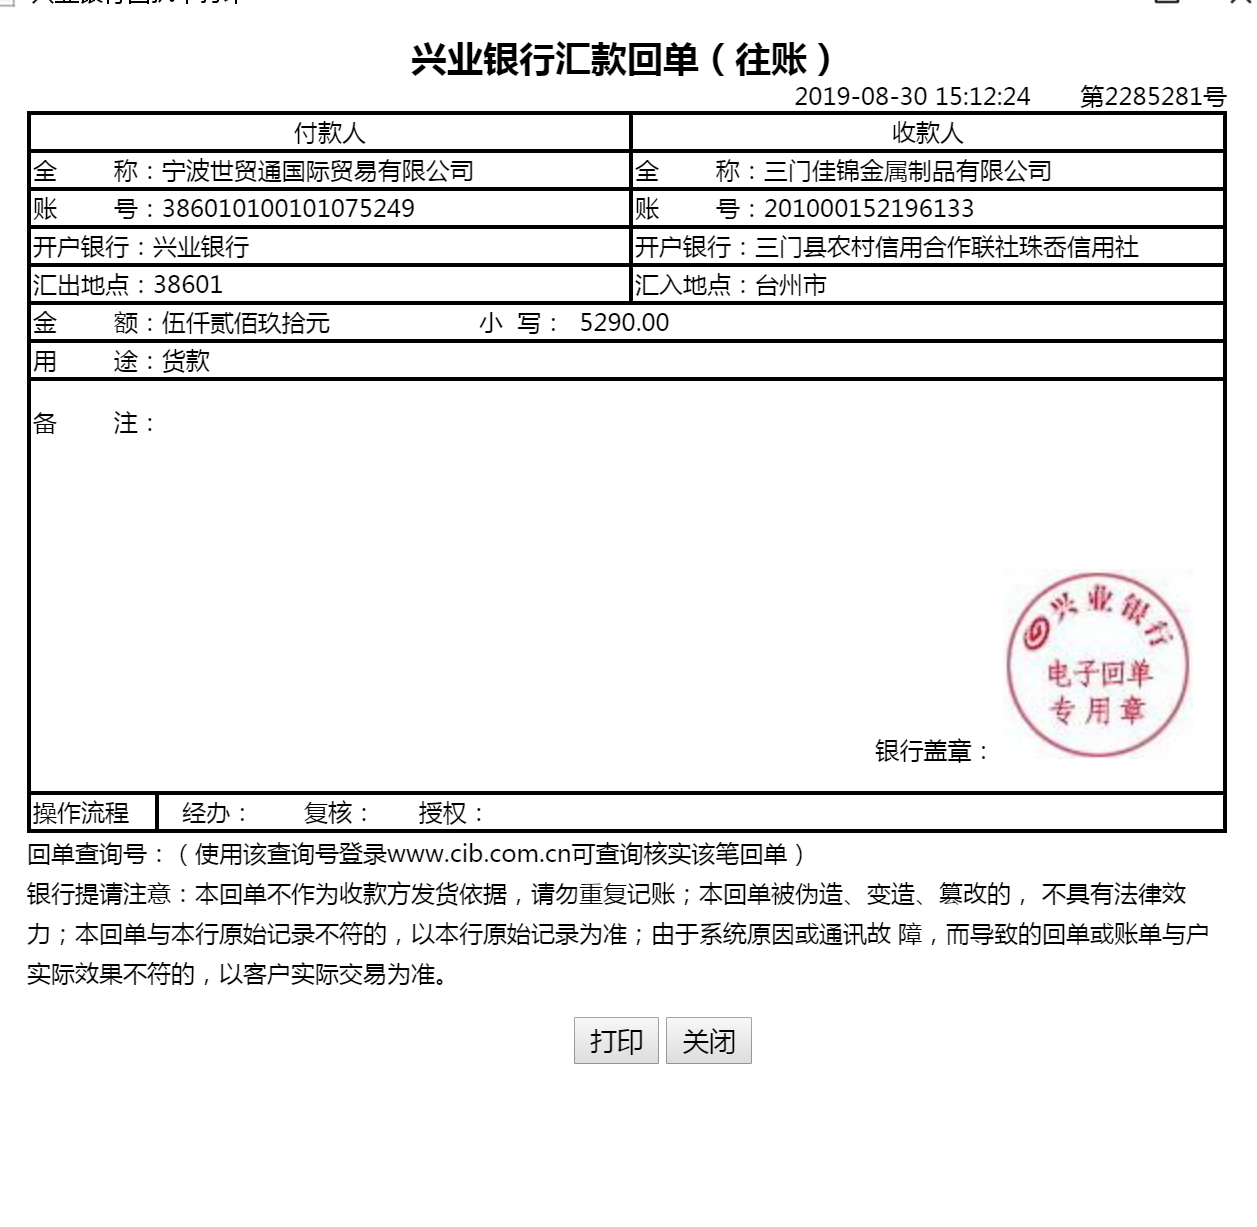 兴业银行汇款回单（往账）
2019-08-30 15:12:24 第2285281号
付款人 收款人
全 称：宁波世贸通国际贸易有限公司 全 称：三门佳锦金属制品有限公司
账 号：386010100101075249 账 号：201000152196133
开户银行：兴业银行 开户银行：三门县农村信用合作联社珠岙信用社
汇出地点：38601 汇入地点：台州市
金 额：伍仟贰佰玖拾元 小 写： 5290.00
用 途：货款
备 注：
兴业银行
电子回单
专用章
银行盖章：
操作流程 经办： 复核： 授权：
回单查询号：（使用该查询号登录www.cib.com.cn可查询核实该笔回单）
银行提请注意：本回单不作为收款方发货依据，请勿重复记账；本回单被伪造、变造、篡改的， 不具有法律效
力；本回单与本行原始记录不符的，以本行原始记录为准；由于系统原因或通讯故 障，而导致的回单或账单与户
实际效果不符的，以客户实际交易为准。
打印 关闭